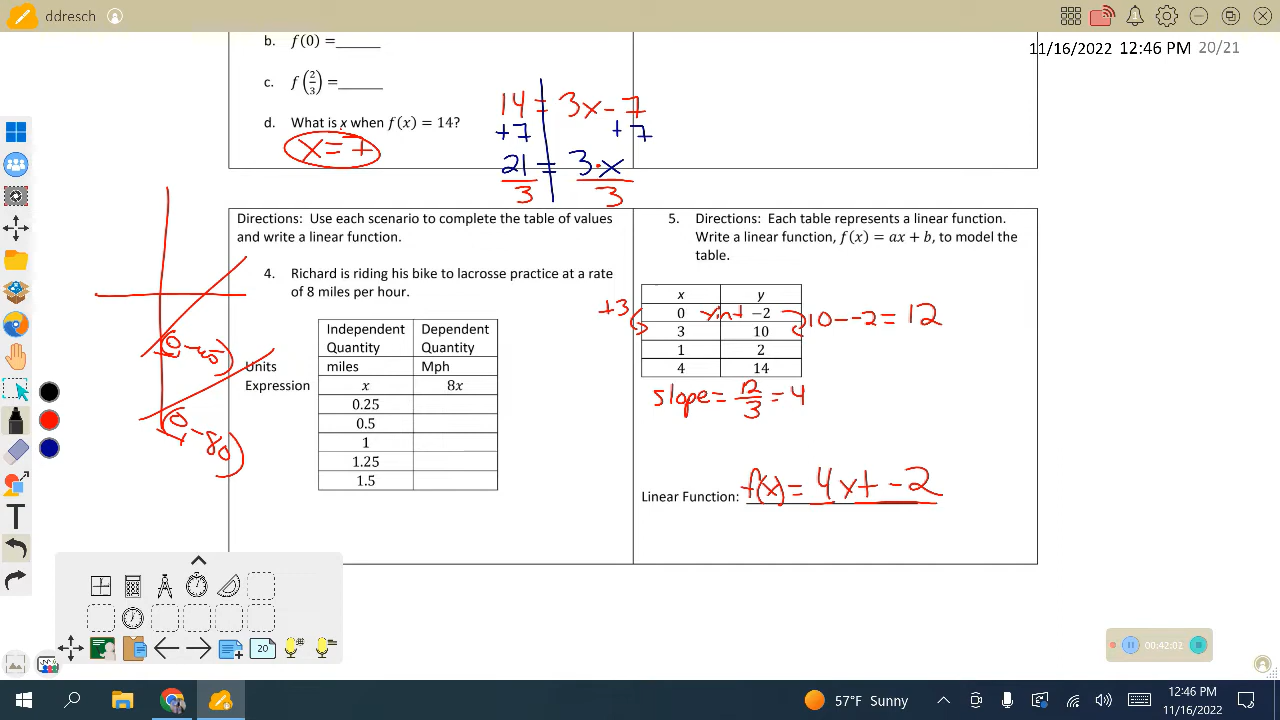 ddresch
11/16/2022 12:46 PM 20/21
b. f(0) =______
c. f(2/3) =______
d. What is x when f(x) = 14?
x = 7
14 = 3x - 7
+7 +7
21 = 3·x
3 3
Directions: Use each scenario to complete the table of values
and write a linear function.
4. Richard is riding his bike to lacrosse practice at a rate
of 8 miles per hour.
Independent Quantity Dependent Quantity
Units miles Mph
Expression x 8x
0.25
0.5
1
1.25
1.5
(0, -80)
5. Directions: Each table represents a linear function.
Write a linear function, f(x) = ax + b, to model the
table.
x y
+3 0 yint -2 10 - -2 = 12
3 10
1 2
4 14
slope = 12/3 = 4
Linear Function: f(x) = 4x + -2
20
00:42:02
57°F Sunny
12:46 PM
11/16/2022